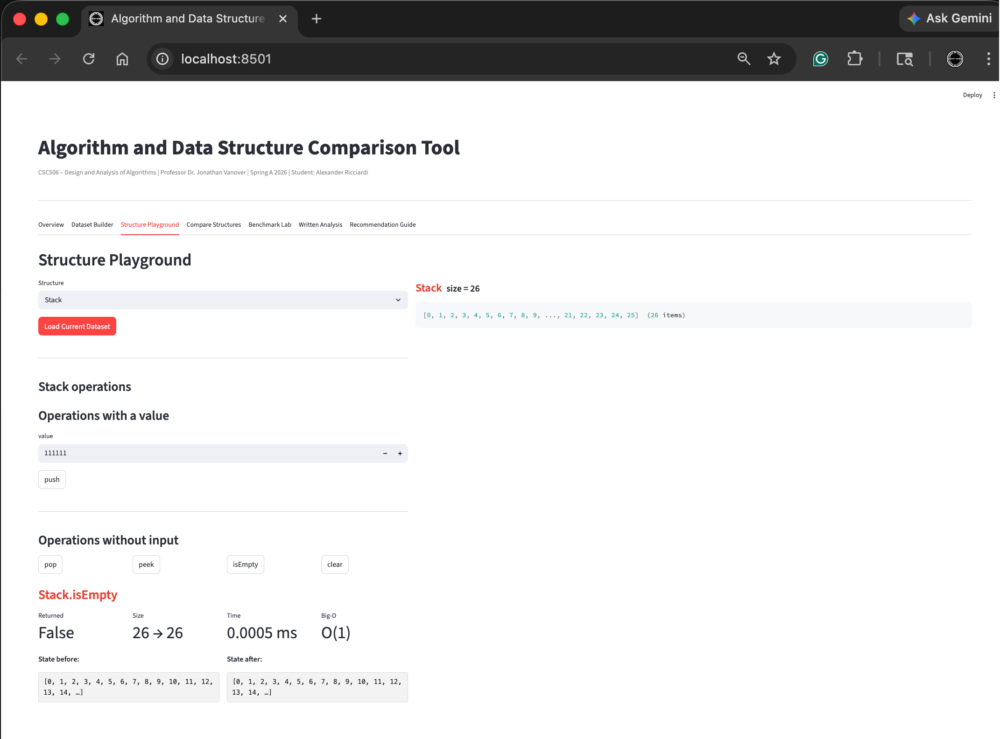 Algorithm and Data Structure
Ask Gemini
localhost:8501
Deploy
Algorithm and Data Structure Comparison Tool
CSC506 – Design and Analysis of Algorithms | Professor Dr. Jonathan Vanover | Spring A 2026 | Student: Alexander Ricciardi
Overview Dataset Builder Structure Playground Compare Structures Benchmark Lab Written Analysis Recommendation Guide
Structure Playground
Structure
Stack
Load Current Dataset
Stack size = 26
[0, 1, 2, 3, 4, 5, 6, 7, 8, 9, ..., 21, 22, 23, 24, 25] (26 items)
Stack operations
Operations with a value
value
111111
push
Operations without input
pop peek isEmpty clear
Stack.isEmpty
Returned Size Time Big-O
False 26 → 26 0.0005 ms O(1)
State before: State after:
[0, 1, 2, 3, 4, 5, 6, 7, 8, 9, 10, 11, 12,
13, 14, …]
[0, 1, 2, 3, 4, 5, 6, 7, 8, 9, 10, 11, 12,
13, 14, …]